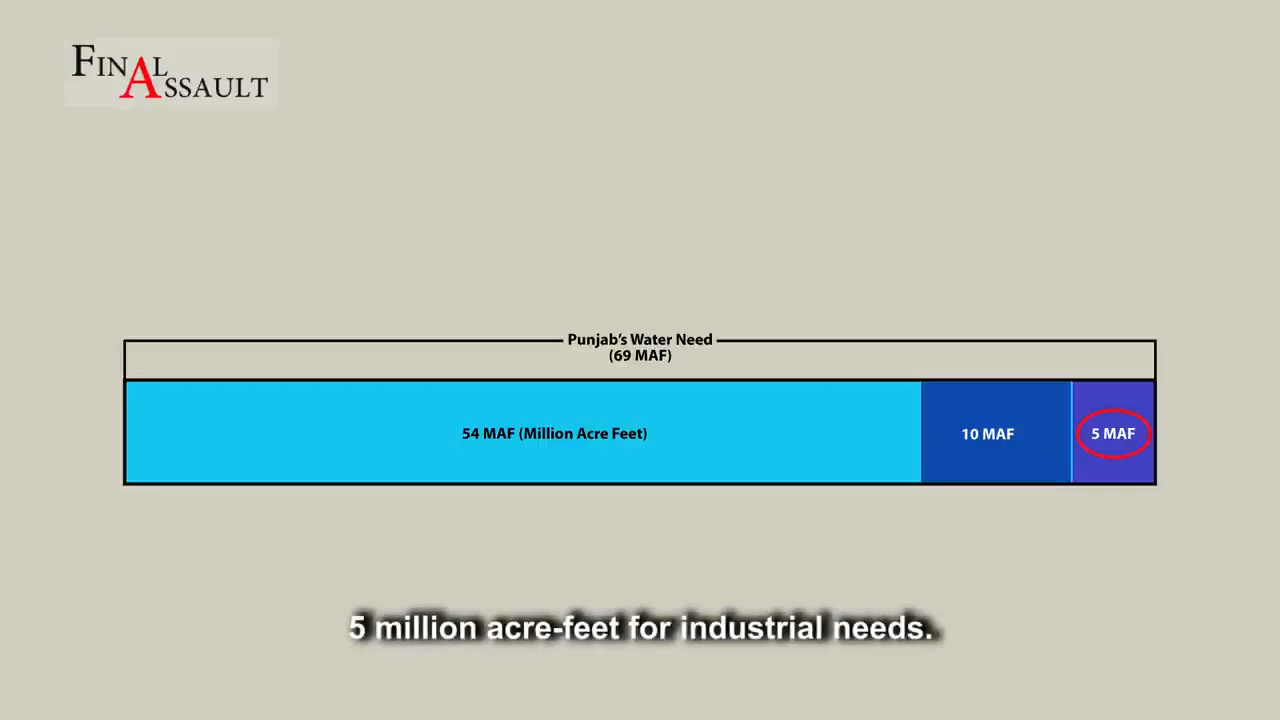 FINAL
ASSAULT
Punjab's Water Need
(69 MAF)
54 MAF (Million Acre Feet)
10 MAF
5 MAF
5 million acre-feet for industrial needs.